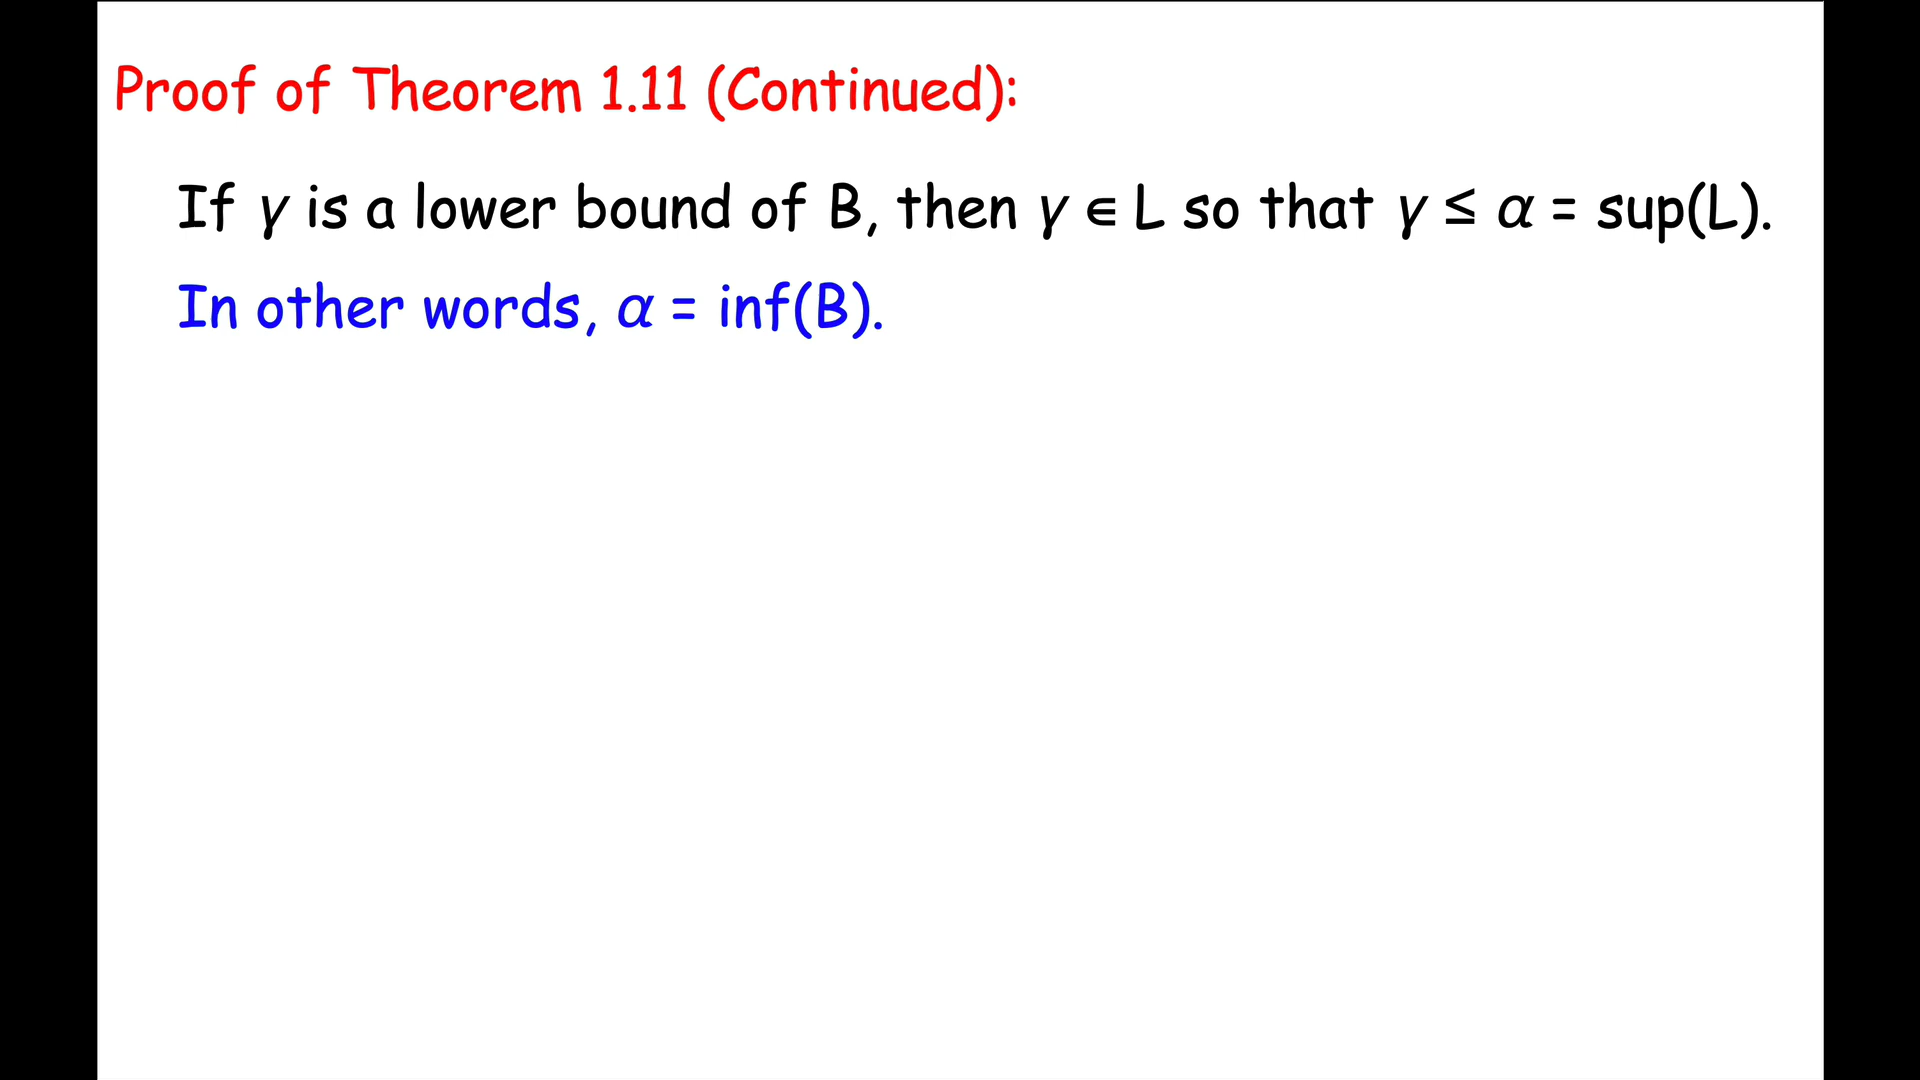 Proof of Theorem 1.11 (Continued):
If γ is a lower bound of B, then γ ∈ L so that γ ≤ α = sup(L).
In other words, α = inf(B).